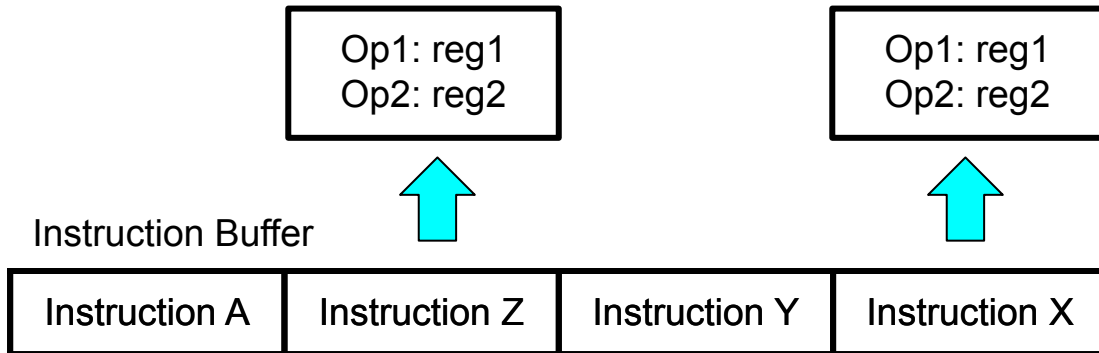 Op1: reg1
Op2: reg2
Op1: reg1
Op2: reg2
Instruction Buffer
Instruction A
Instruction Z
Instruction Y
Instruction X